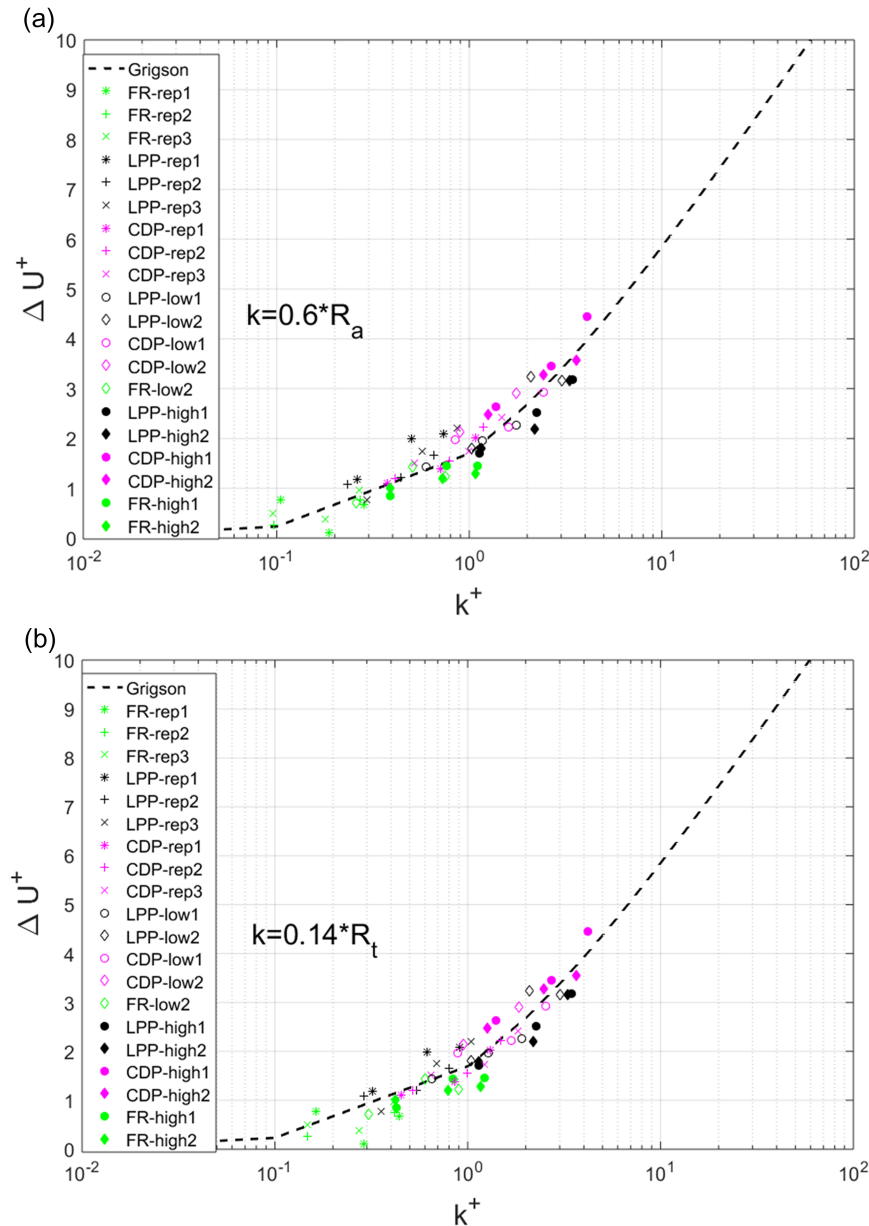 (a)
10
9
8
7
6
5
4
3
2
1
0
Δ U+
Grigson
FR-rep1
FR-rep2
FR-rep3
LPP-rep1
LPP-rep2
LPP-rep3
CDP-rep1
CDP-rep2
CDP-rep3
LPP-low1
LPP-low2
CDP-low1
CDP-low2
FR-low2
LPP-high1
LPP-high2
CDP-high1
CDP-high2
FR-high1
FR-high2
k=0.6*Ra
10-2 10-1 100 101 102
k+
(b)
10
9
8
7
6
5
4
3
2
1
0
Δ U+
Grigson
FR-rep1
FR-rep2
FR-rep3
LPP-rep1
LPP-rep2
LPP-rep3
CDP-rep1
CDP-rep2
CDP-rep3
LPP-low1
LPP-low2
CDP-low1
CDP-low2
FR-low2
LPP-high1
LPP-high2
CDP-high1
CDP-high2
FR-high1
FR-high2
k=0.14*Rt
10-2 10-1 100 101 102
k+